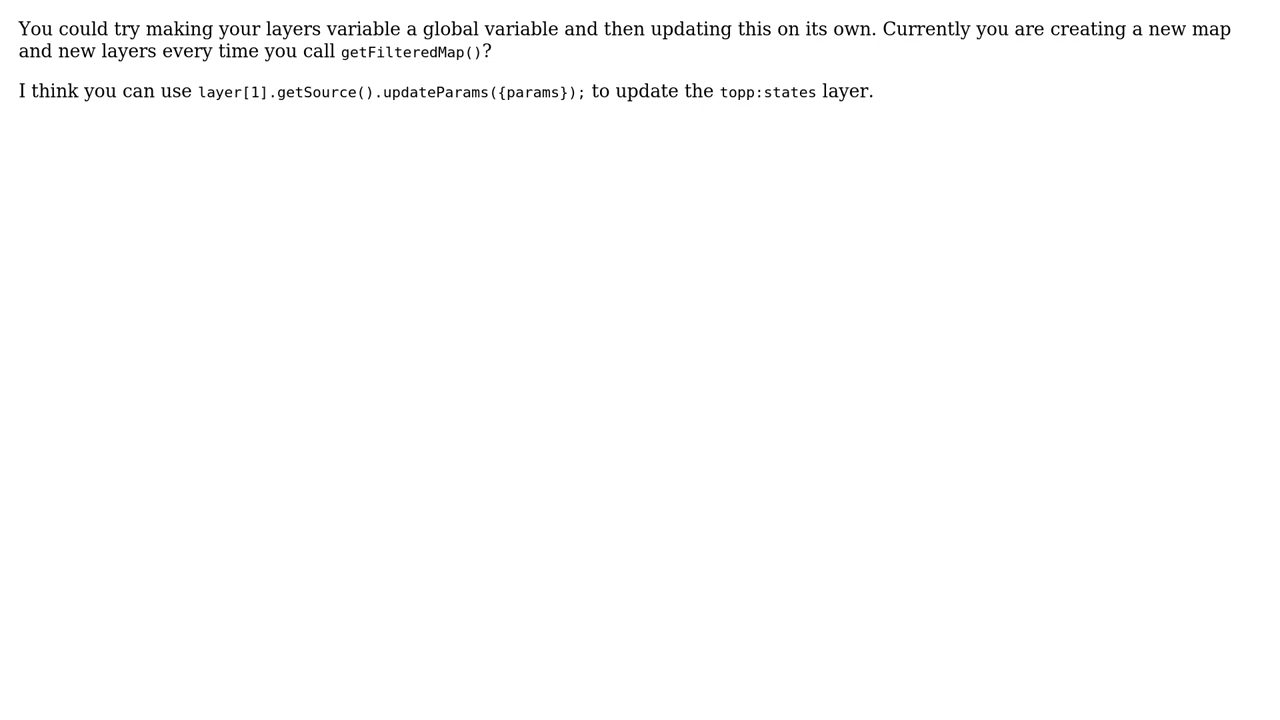 You could try making your layers variable a global variable and then updating this on its own. Currently you are creating a new map
and new layers every time you call getFilteredMap()?
I think you can use layer[1].getSource().updateParams({params}); to update the topp:states layer.